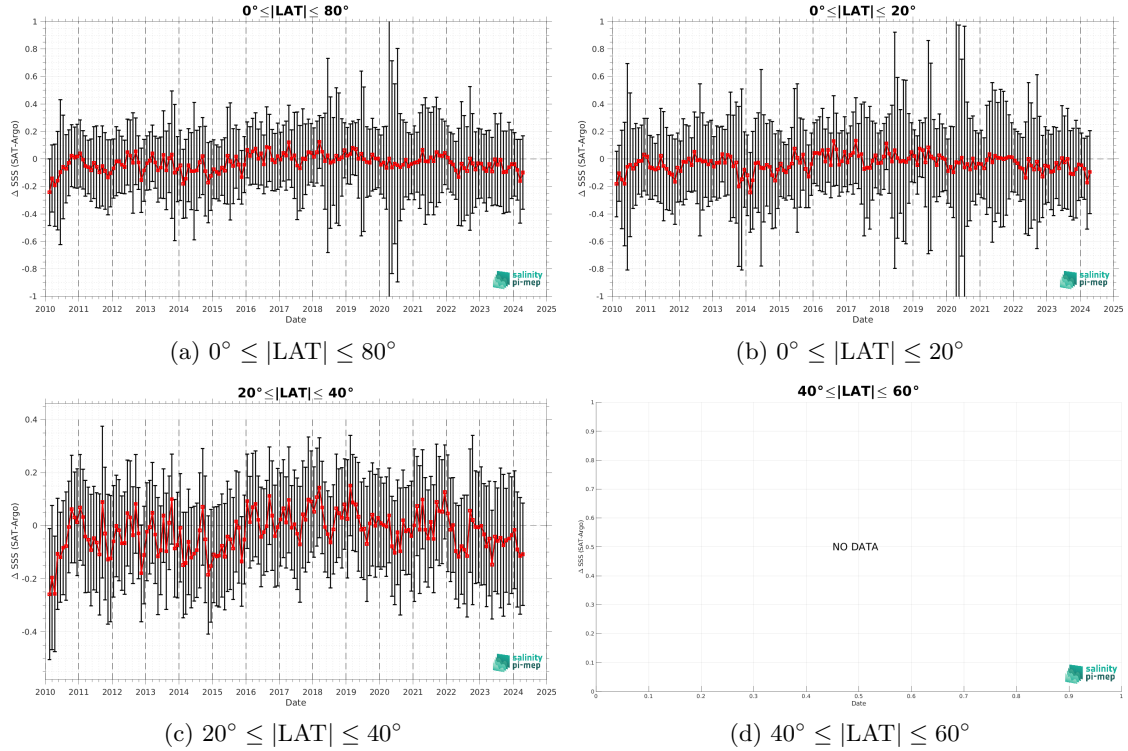 0°≤|LAT|≤ 80°
1
0.8
0.6
0.4
0.2
0
-0.2
-0.4
-0.6
-0.8
-1
Δ SSS (SAT-Argo)
2010 2011 2012 2013 2014 2015 2016 2017 2018 2019 2020 2021 2022 2023 2024 2025
Date
salinity
pi-mep
(a) 0° ≤ |LAT| ≤ 80°
0°≤|LAT|≤ 20°
1
0.8
0.6
0.4
0.2
0
-0.2
-0.4
-0.6
-0.8
-1
Δ SSS (SAT-Argo)
2010 2011 2012 2013 2014 2015 2016 2017 2018 2019 2020 2021 2022 2023 2024 2025
Date
salinity
pi-mep
(b) 0° ≤ |LAT| ≤ 20°
20°≤|LAT|≤ 40°
0.4
0.2
0
-0.2
-0.4
Δ SSS (SAT-Argo)
2010 2011 2012 2013 2014 2015 2016 2017 2018 2019 2020 2021 2022 2023 2024 2025
Date
salinity
pi-mep
(c) 20° ≤ |LAT| ≤ 40°
40°≤|LAT|≤ 60°
1
0.9
0.8
0.7
0.6
0.5
0.4
0.3
0.2
0.1
0
Δ SSS (SAT-Argo)
NO DATA
0 0.1 0.2 0.3 0.4 0.5 0.6 0.7 0.8 0.9 1
Date
salinity
pi-mep
(d) 40° ≤ |LAT| ≤ 60°